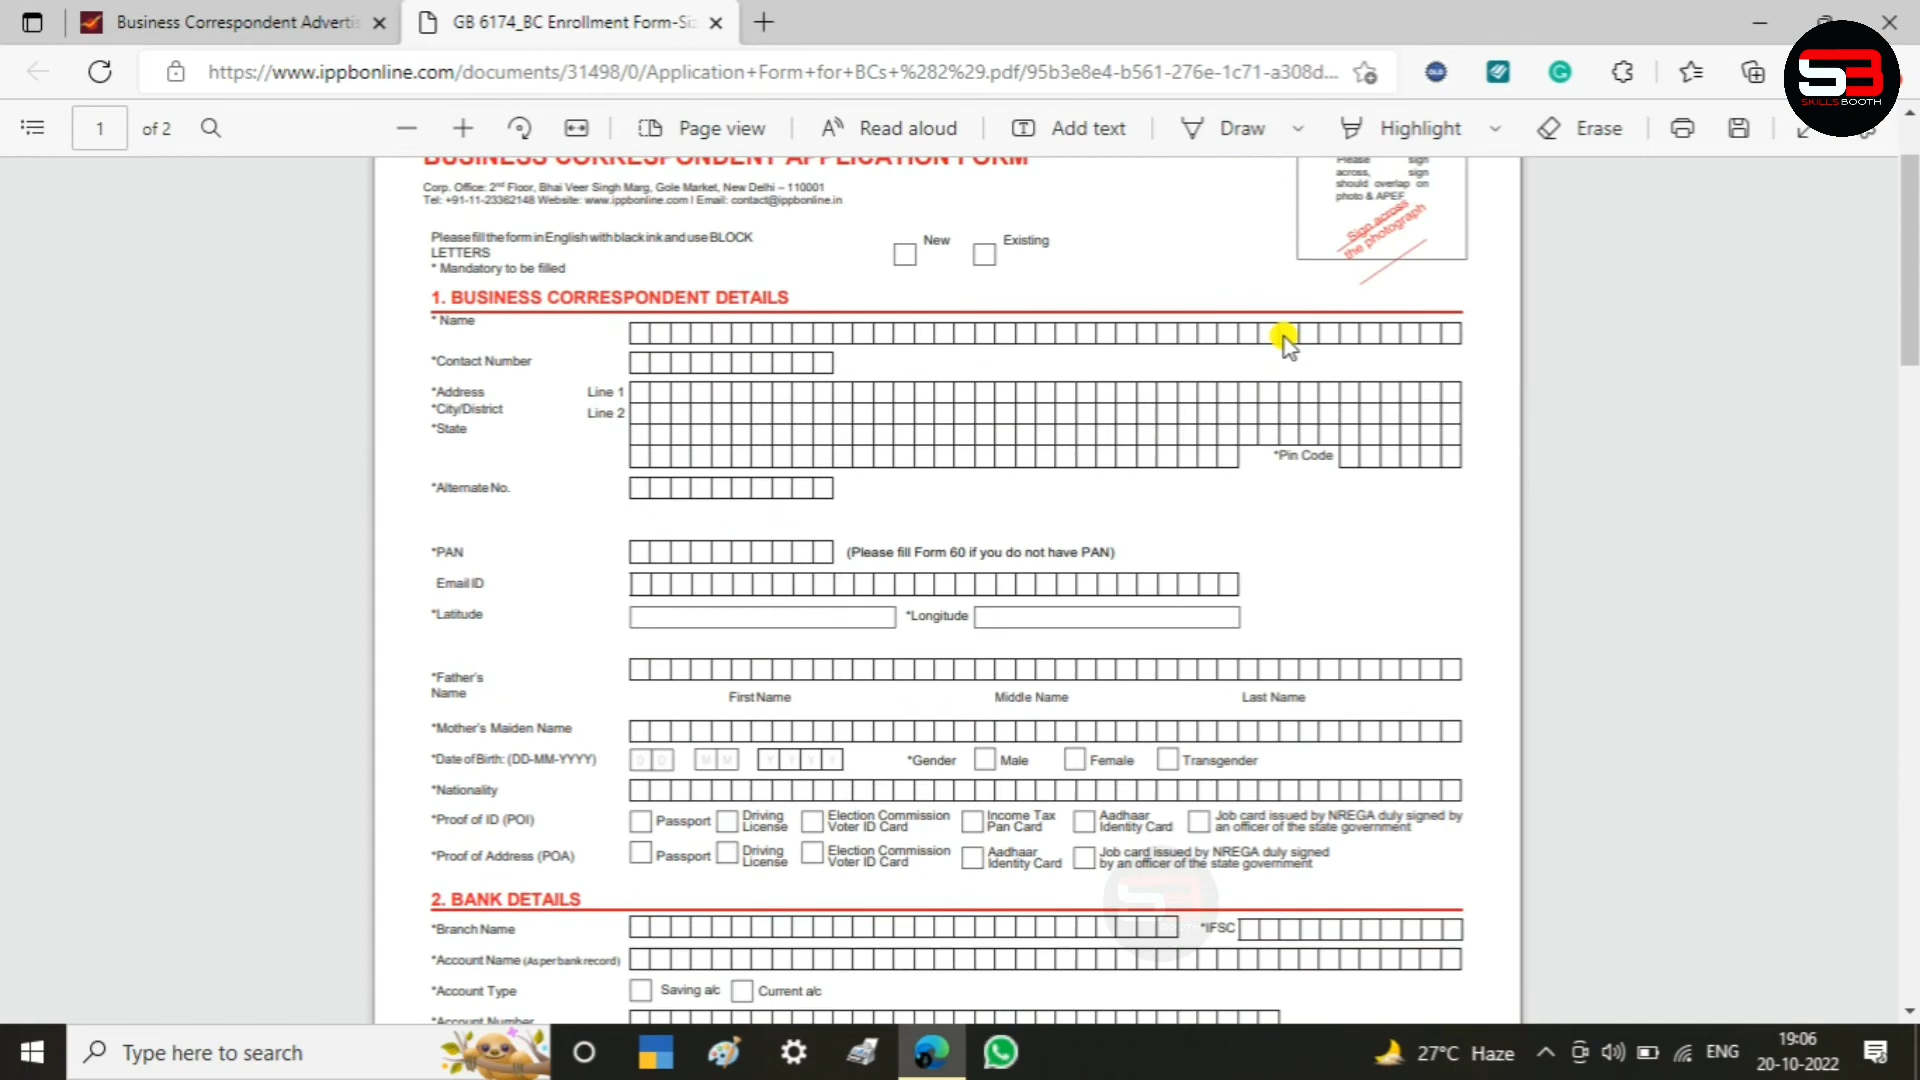 Business Correspondent Advertis
GB 6174_BC Enrollment Form-Si
https://www.ippbonline.com/documents/31498/0/Application+Form+for+BCs+%282%29.pdf/95b3e8e4-b561-276e-1c71-a308d...
SB
SKILLS BOOTH
1 of 2
Page view
Read aloud
Add text
Draw
Highlight
Erase
BUSINESS CORRESPONDENT APPLICATION FORM
Corp. Office: 2nd Floor, Bhai Veer Singh Marg, Gole Market, New Delhi – 110001
Tel: +91-11-23362148 Website: www.ippbonline.com I Email: contact@ippbonline.in
Please sign
across, sign
should overlap on
photo & APEF
Sign across
the photograph
Please fill the form in English with black ink and use BLOCK
LETTERS
* Mandatory to be filled
New
Existing
1. BUSINESS CORRESPONDENT DETAILS
* Name
*Contact Number
*Address Line 1
*City/District Line 2
*State
*Pin Code
*Alternate No.
*PAN (Please fill Form 60 if you do not have PAN)
Email ID
*Latitude *Longitude
*Father's
Name
First Name Middle Name Last Name
*Mother's Maiden Name
*Date of Birth: (DD-MM-YYYY) D D M M Y Y Y Y *Gender Male Female Transgender
*Nationality
*Proof of ID (POI) Passport Driving License Election Commission Voter ID Card Income Tax Pan Card Aadhaar Identity Card Job card issued by NREGA duly signed by an officer of the state government
*Proof of Address (POA) Passport Driving License Election Commission Voter ID Card Aadhaar Identity Card Job card issued by NREGA duly signed by an officer of the state government
2. BANK DETAILS
*Branch Name *IFSC
*Account Name (As per bank record)
*Account Type Saving a/c Current a/c
*Account Number
Type here to search
27°C Haze
ENG
19:06
20-10-2022